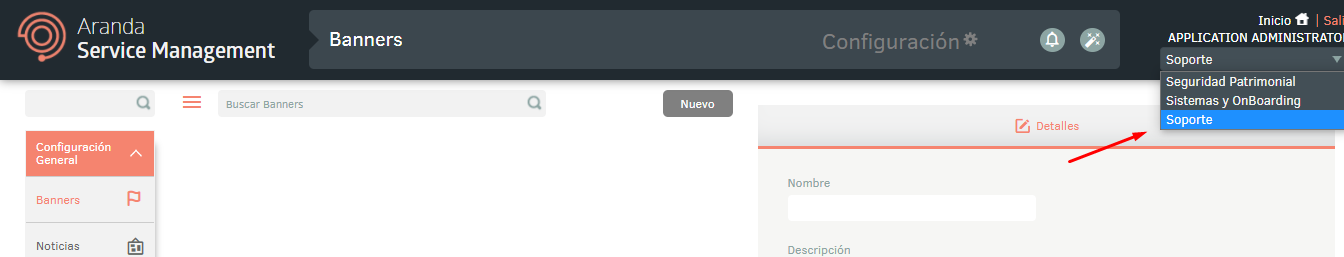 Aranda
Service Management
Banners
Configuración
Inicio | Sali
APPLICATION ADMINISTRATO
Soporte
Seguridad Patrimonial
Sistemas y OnBoarding
Soporte
Buscar Banners
Nuevo
Configuración
General
Banners
Noticias
Detalles
Nombre
Descripción